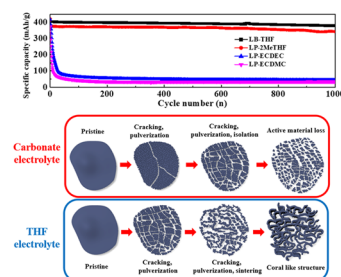 Specific capacity (mAh/g)
400
300
200
100
0
LB-THF
LP-2MeTHF
LP-ECDEC
LP-ECDMC
0 200 400 600 800 1000
Cycle number (n)
Carbonate
electrolyte
Pristine
Cracking,
pulverization
Cracking,
pulverization, isolation
Active material loss
THF
electrolyte
Pristine
Cracking,
pulverization
Cracking,
pulverization, sintering
Coral like structure